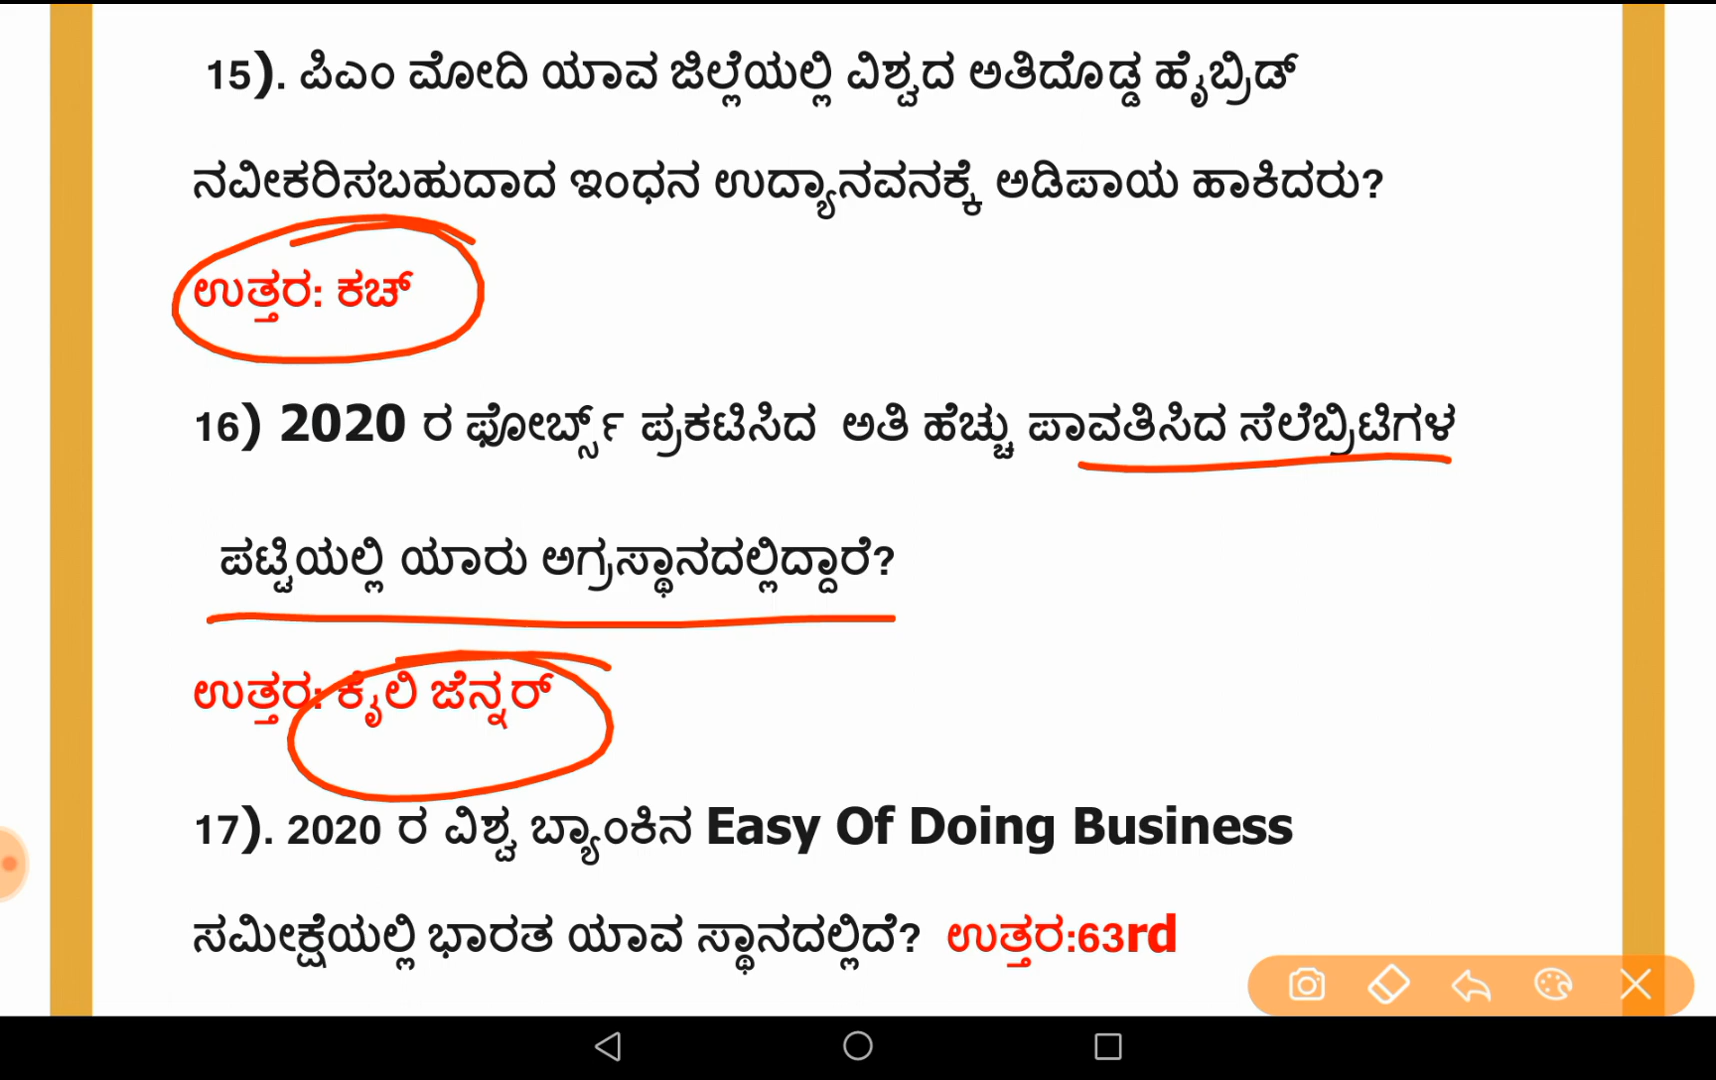 15). ಪಿಎಂ ಮೋದಿ ಯಾವ ಜಿಲ್ಲೆಯಲ್ಲಿ ವಿಶ್ವದ ಅತಿದೊಡ್ಡ ಹೈಬ್ರಿಡ್
ನವೀಕರಿಸಬಹುದಾದ ಇಂಧನ ಉದ್ಯಾನವನಕ್ಕೆ ಅಡಿಪಾಯ ಹಾಕಿದರು?
ಉತ್ತರ: ಕಚ್
16) 2020 ರ ಫೋರ್ಬ್ಸ್ ಪ್ರಕಟಿಸಿದ ಅತಿ ಹೆಚ್ಚು ಪಾವತಿಸಿದ ಸೆಲೆಬ್ರಿಟಿಗಳ
ಪಟ್ಟಿಯಲ್ಲಿ ಯಾರು ಅಗ್ರಸ್ಥಾನದಲ್ಲಿದ್ದಾರೆ?
ಉತ್ತರ: ಕೈಲಿ ಜೆನ್ನರ್
17). 2020 ರ ವಿಶ್ವ ಬ್ಯಾಂಕಿನ Easy Of Doing Business
ಸಮೀಕ್ಷೆಯಲ್ಲಿ ಭಾರತ ಯಾವ ಸ್ಥಾನದಲ್ಲಿದೆ? ಉತ್ತರ:63rd